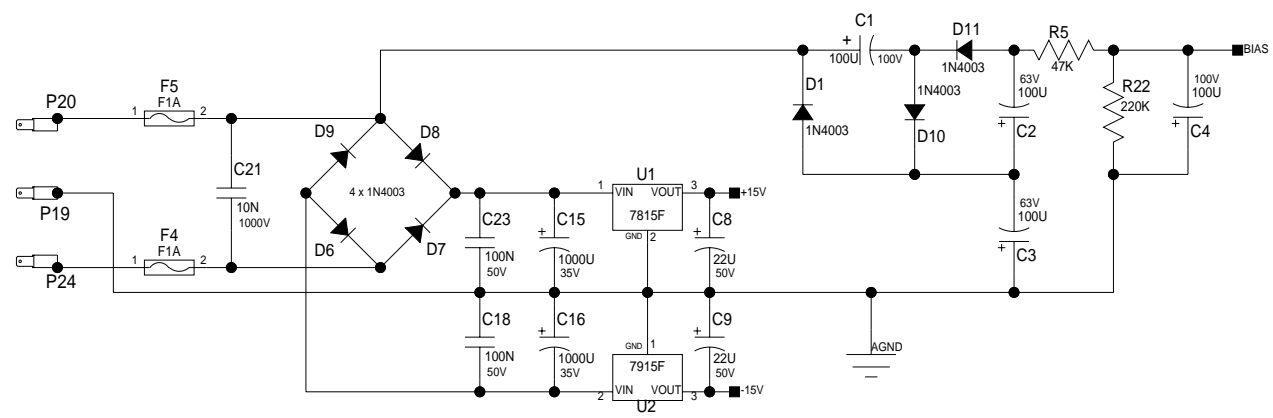 C1
+
100U
100V
D11
1N4003
R5
47K
BIAS
P20
F5
F1A
1
2
D9
D8
D1
1N4003
1N4003
D10
63V
100U
+
C2
R22
220K
100V
100U
+
C4
C21
10N
1000V
4 x 1N4003
P19
U1
1
VIN
VOUT
3
7815F
GND
2
+15V
C23
100N
50V
C15
+
1000U
35V
C8
+
22U
50V
63V
100U
+
C3
D6
D7
F4
F1A
1
2
P24
C18
100N
50V
C16
+
1000U
35V
GND
1
7915F
2
VIN
VOUT
3
U2
C9
+
22U
50V
-15V
AGND